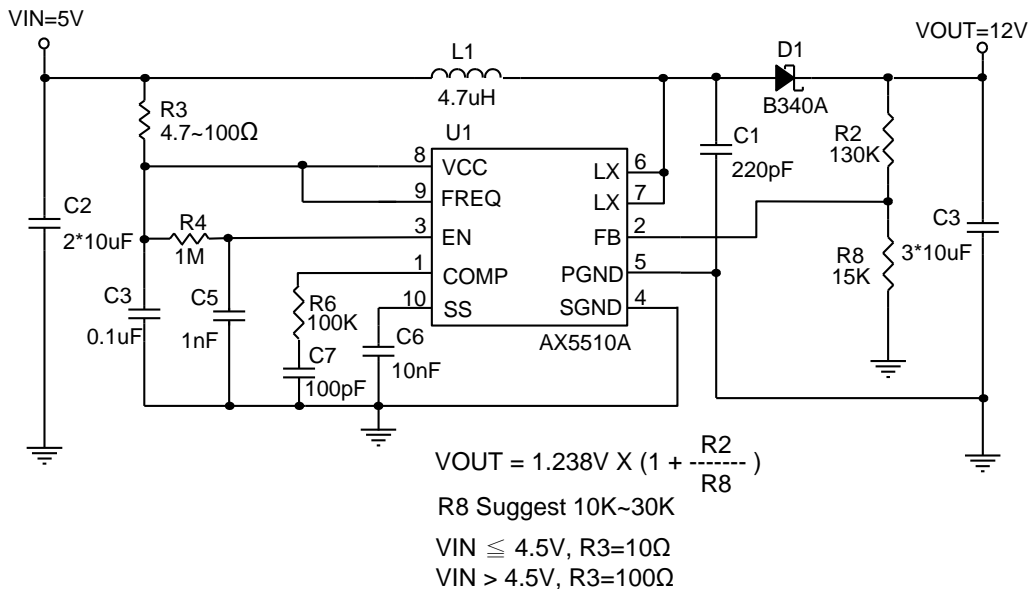 VIN=5V
VOUT=12V
L1
4.7uH
D1
B340A
R3
4.7~100Ω
U1
8
VCC
9
FREQ
3
EN
1
COMP
10
SS
LX
6
LX
7
FB
2
PGND
5
SGND
4
AX5510A
C1
220pF
R2
130K
R8
15K
C3
3*10uF
C2
2*10uF
R4
1M
C3
0.1uF
C5
1nF
R6
100K
C7
100pF
C6
10nF
VOUT = 1.238V X (1 + R2 ------- R8 )
R8 Suggest 10K~30K
VIN ≦ 4.5V, R3=10Ω
VIN > 4.5V, R3=100Ω